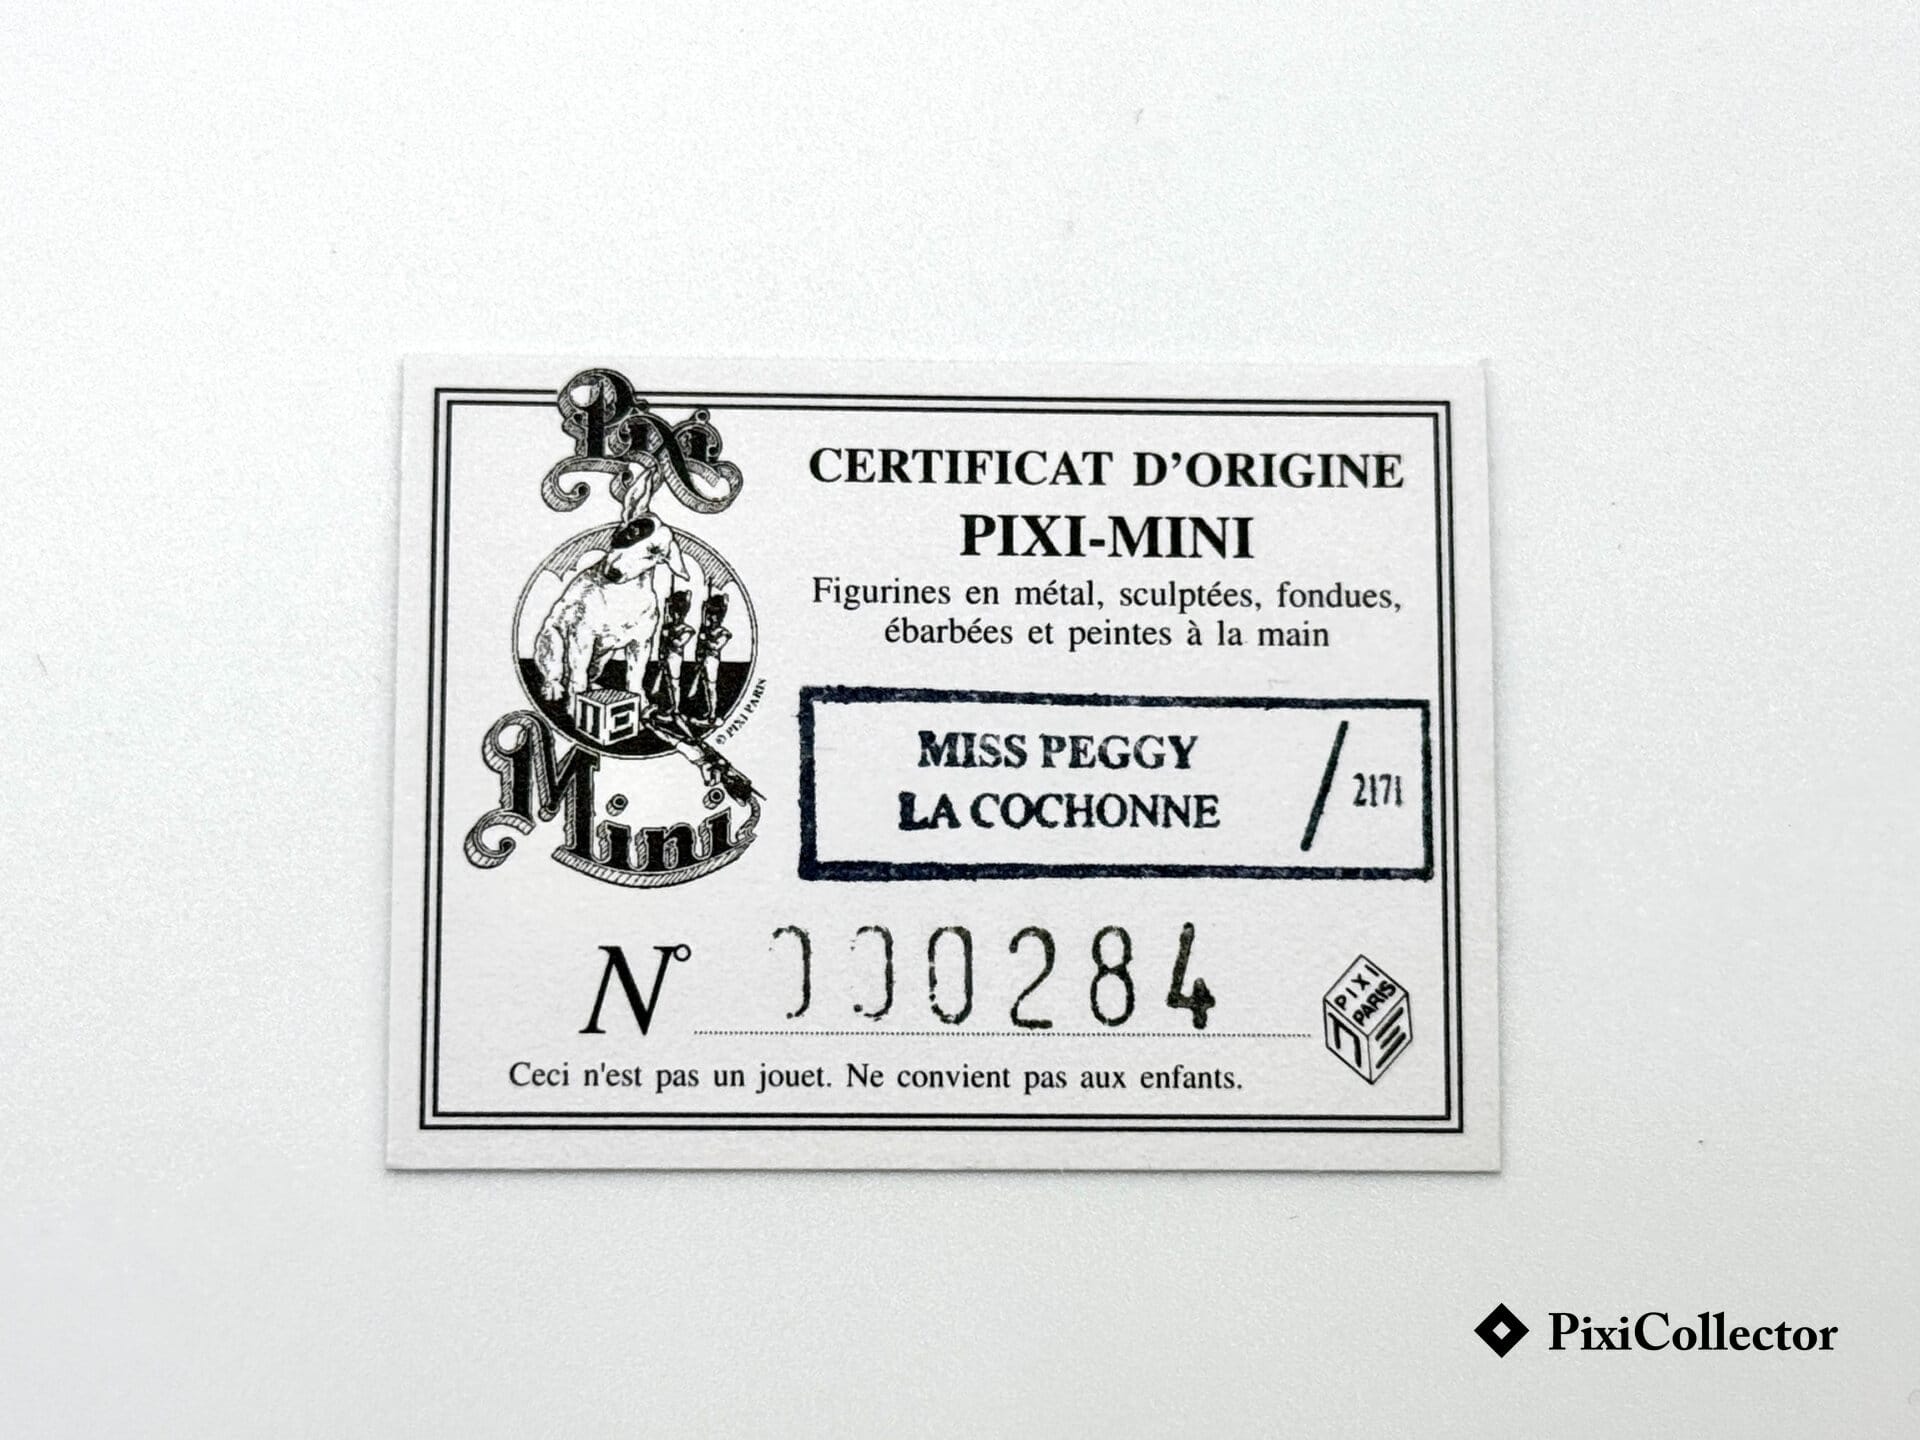 Pixi
CERTIFICAT D'ORIGINE
PIXI-MINI
Figurines en métal, sculptées, fondues,
ébarbées et peintes à la main
© PIXI PARIS
Mini
MISS PEGGY
LA COCHONNE
/ 2171
N° 000284
PIXI
PARIS
Ceci n'est pas un jouet. Ne convient pas aux enfants.
PixiCollector